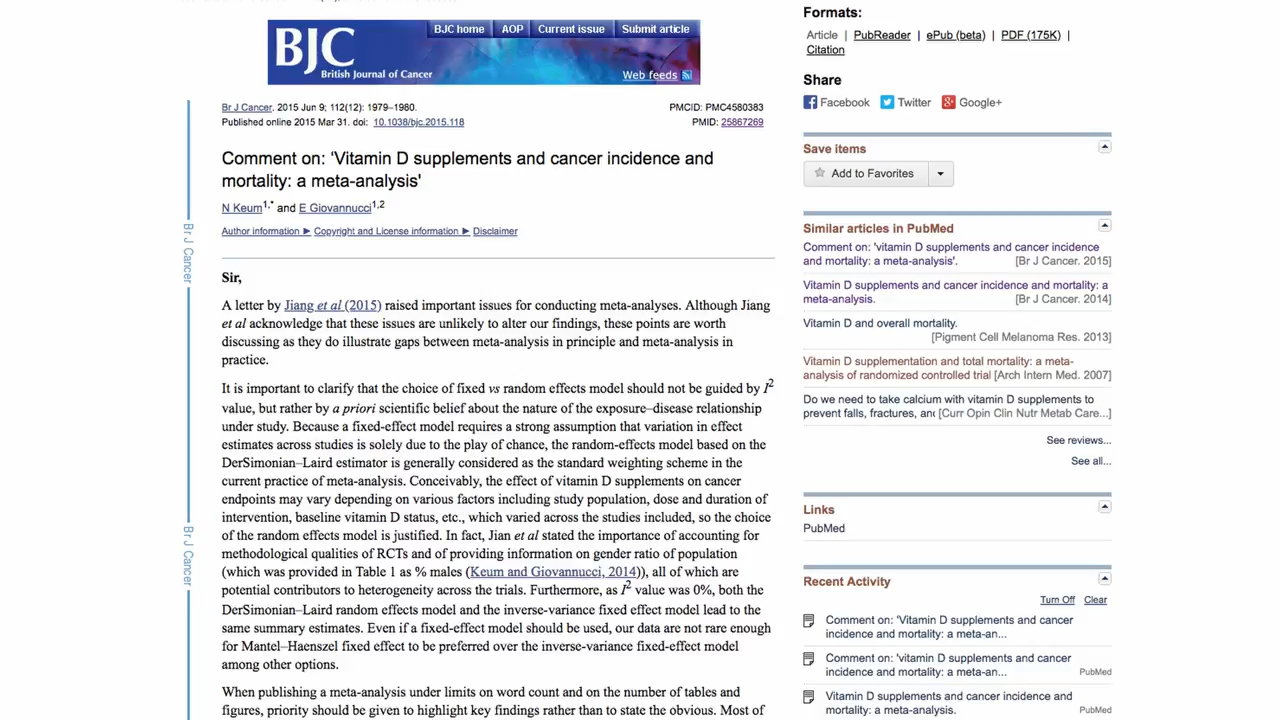 Formats:
Article | PubReader | ePub (beta) | PDF (175K) |
Citation
Share
Facebook Twitter Google+
Save items
Add to Favorites
Similar articles in PubMed
Comment on: 'vitamin D supplements and cancer incidence
and mortality: a meta-analysis'. [Br J Cancer. 2015]
Vitamin D supplements and cancer incidence and mortality: a
meta-analysis. [Br J Cancer. 2014]
Vitamin D and overall mortality.
[Pigment Cell Melanoma Res. 2013]
Vitamin D supplementation and total mortality: a meta-
analysis of randomized controlled trial [Arch Intern Med. 2007]
Do we need to take calcium with vitamin D supplements to
prevent falls, fractures, an [Curr Opin Clin Nutr Metab Care...]
See reviews...
See all...
Links
PubMed
Recent Activity
Turn Off Clear
Comment on: 'Vitamin D supplements and cancer
incidence and mortality: a meta-an...
Comment on: 'vitamin D supplements and cancer
incidence and mortality: a meta-an... PubMed
Vitamin D supplements and cancer incidence and
mortality: a meta-analysis. PubMed
BJC home AOP Current issue Submit article
BJC
British Journal of Cancer
Web feeds
Br J Cancer. 2015 Jun 9; 112(12): 1979–1980. PMCID: PMC4580383
Published online 2015 Mar 31. doi: 10.1038/bjc.2015.118 PMID: 25867269
Comment on: ‘Vitamin D supplements and cancer incidence and
mortality: a meta-analysis'
N Keum1,* and E Giovannucci1,2
Author information ► Copyright and License information ► Disclaimer
Sir,
A letter by Jiang et al (2015) raised important issues for conducting meta-analyses. Although Jiang
et al acknowledge that these issues are unlikely to alter our findings, these points are worth
discussing as they do illustrate gaps between meta-analysis in principle and meta-analysis in
practice.
It is important to clarify that the choice of fixed vs random effects model should not be guided by I2
value, but rather by a priori scientific belief about the nature of the exposure–disease relationship
under study. Because a fixed-effect model requires a strong assumption that variation in effect
estimates across studies is solely due to the play of chance, the random-effects model based on the
DerSimonian–Laird estimator is generally considered as the standard weighting scheme in the
current practice of meta-analysis. Conceivably, the effect of vitamin D supplements on cancer
endpoints may vary depending on various factors including study population, dose and duration of
intervention, baseline vitamin D status, etc., which varied across the studies included, so the choice
of the random effects model is justified. In fact, Jian et al stated the importance of accounting for
methodological qualities of RCTs and of providing information on gender ratio of population
(which was provided in Table 1 as % males (Keum and Giovannucci, 2014)), all of which are
potential contributors to heterogeneity across the trials. Furthermore, as I2 value was 0%, both the
DerSimonian–Laird random effects model and the inverse-variance fixed effect model lead to the
same summary estimates. Even if a fixed-effect model should be used, our data are not rare enough
for Mantel–Haenszel fixed effect to be preferred over the inverse-variance fixed-effect model
among other options.
When publishing a meta-analysis under limits on word count and on the number of tables and
figures, priority should be given to highlight key findings rather than to state the obvious. Most of
Br J Cancer
Br J Cancer